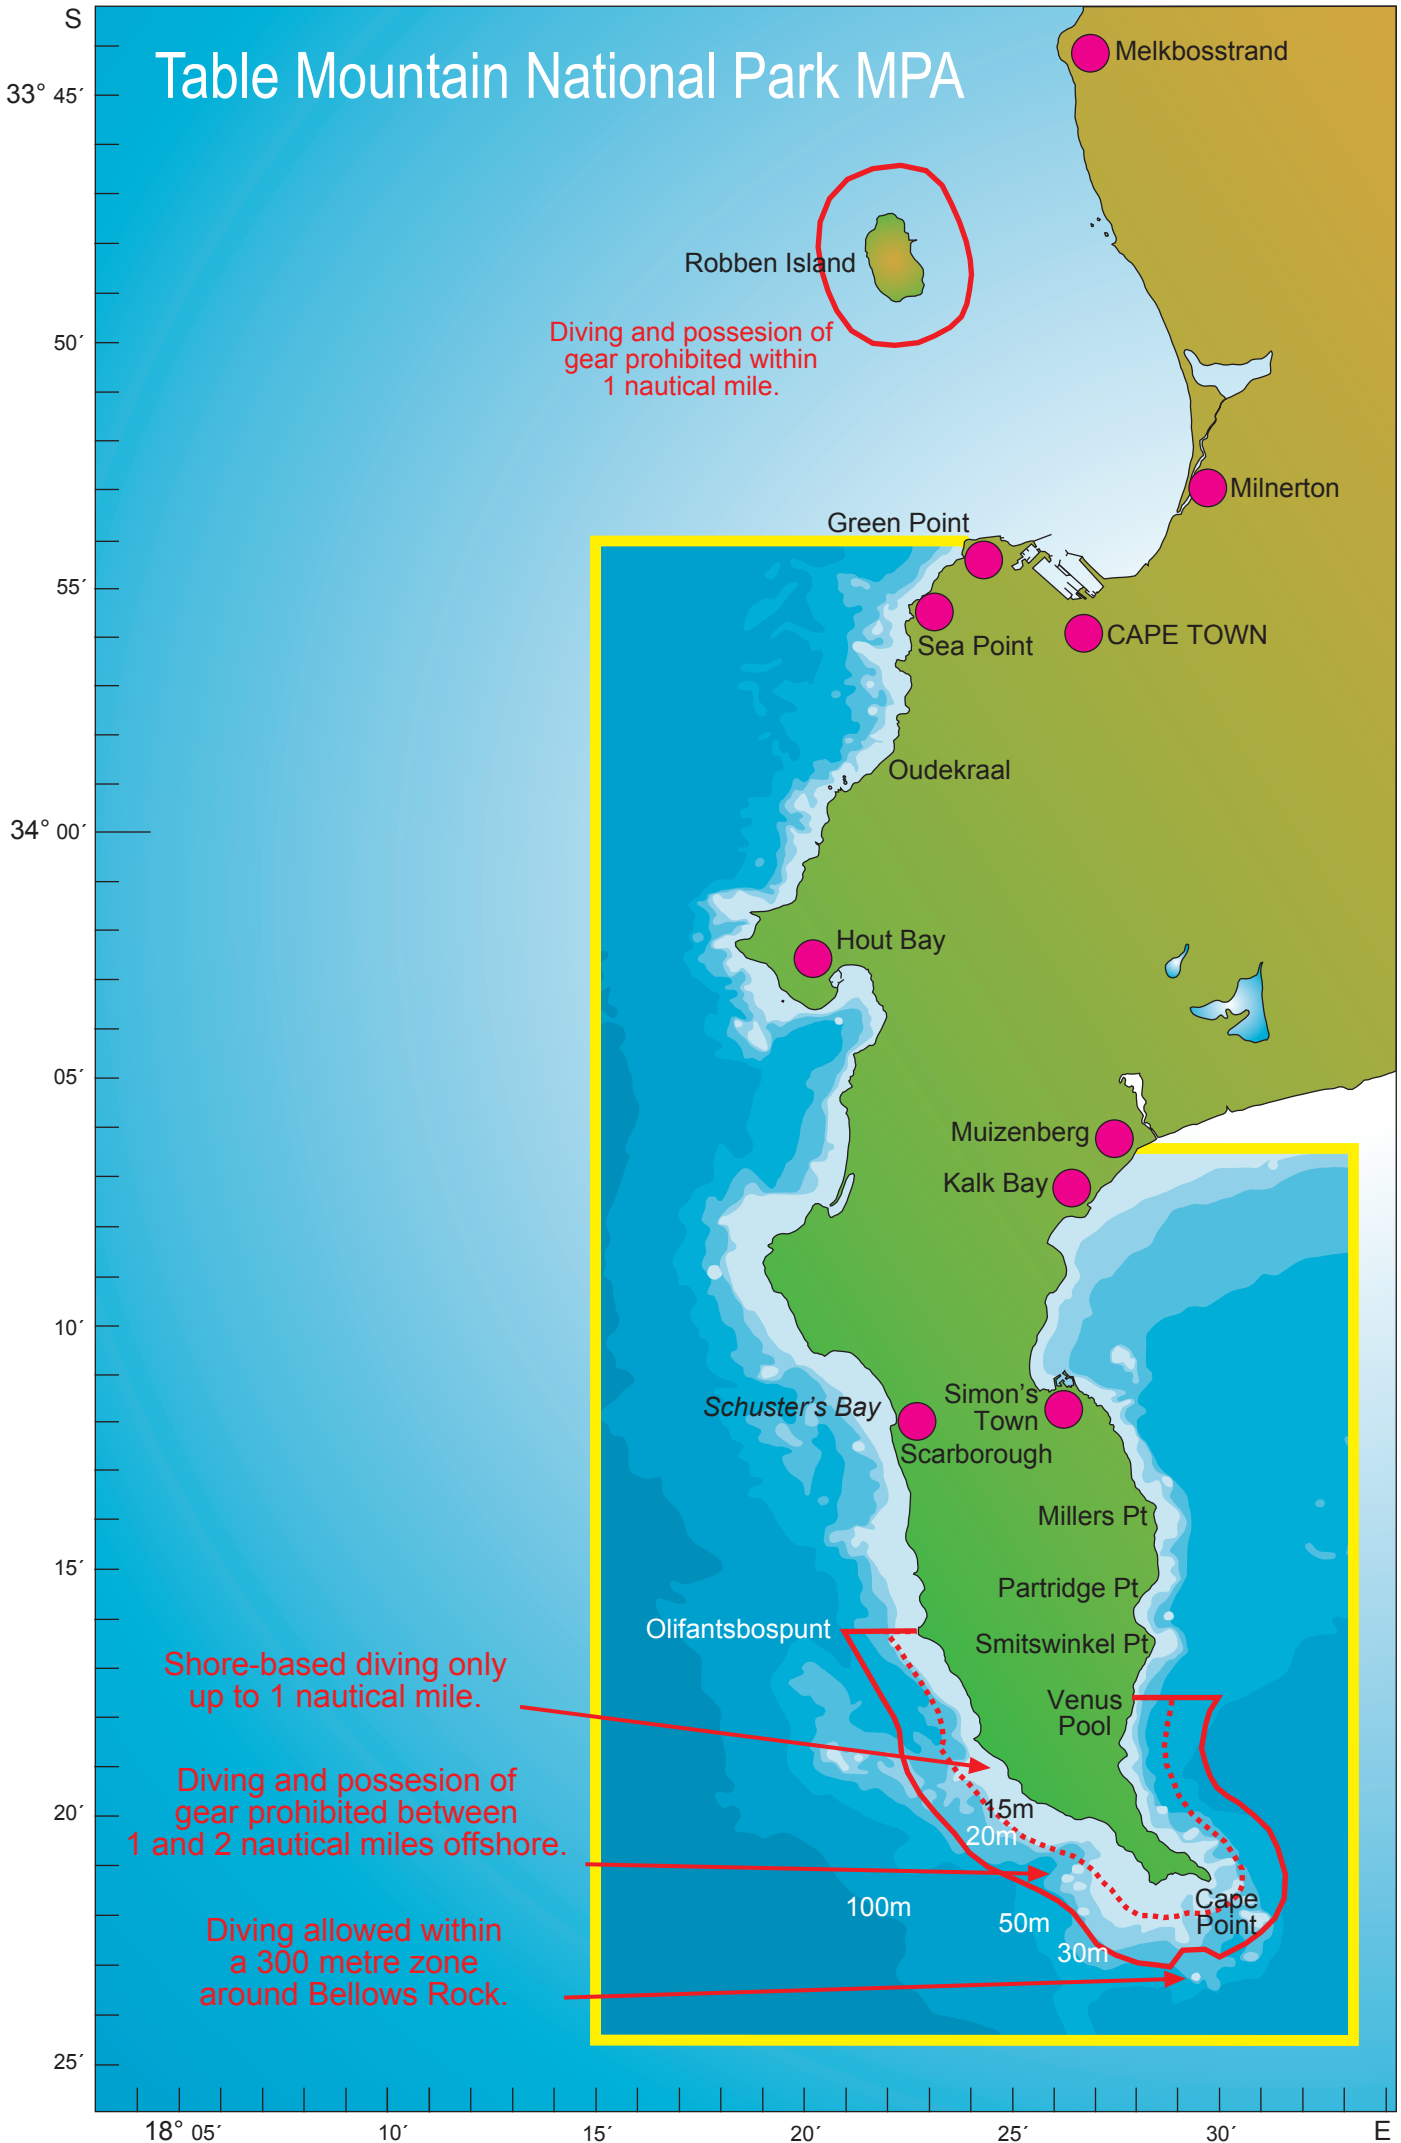 S
Table Mountain National Park MPA
Melkbosstrand
33° 45´
Robben Island
Diving and possesion of
gear prohibited within
1 nautical mile.
50´
Milnerton
Green Point
55´
Sea Point
CAPE TOWN
Oudekraal
34° 00´
Hout Bay
05´
Muizenberg
Kalk Bay
10´
Schuster's Bay
Simon's
Town
Scarborough
Millers Pt
15´
Partridge Pt
Olifantsbospunt
Smitswinkel Pt
Shore-based diving only
up to 1 nautical mile.
Venus
Pool
Diving and possesion of
gear prohibited between
1 and 2 nautical miles offshore.
20´
15m
20m
100m
50m
30m
Cape
Point
Diving allowed within
a 300 metre zone
around Bellows Rock.
25´
18° 05´
10´
15´
20´
25´
30´
E